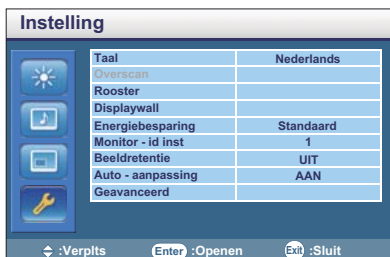 Instelling
Taal Nederlands
Overscan
Rooster
Displaywall
Energiebesparing Standaard
Monitor - id inst 1
Beeldretentie UIT
Auto - aanpassing AAN
Geavanceerd
:Verplts Enter :Openen Exit :Sluit